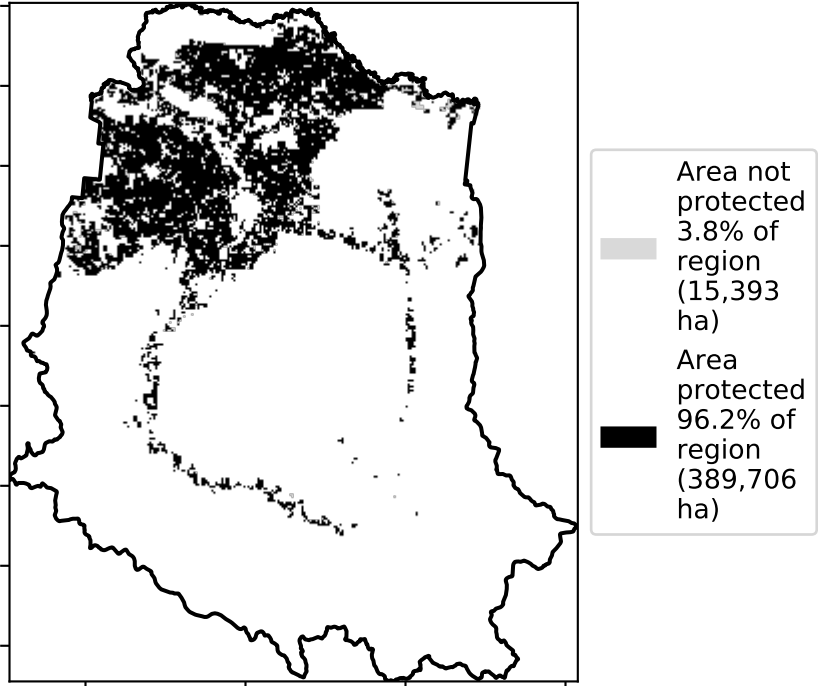 Area not
protected
3.8% of
region
(15,393
ha)
Area
protected
96.2% of
region
(389,706
ha)